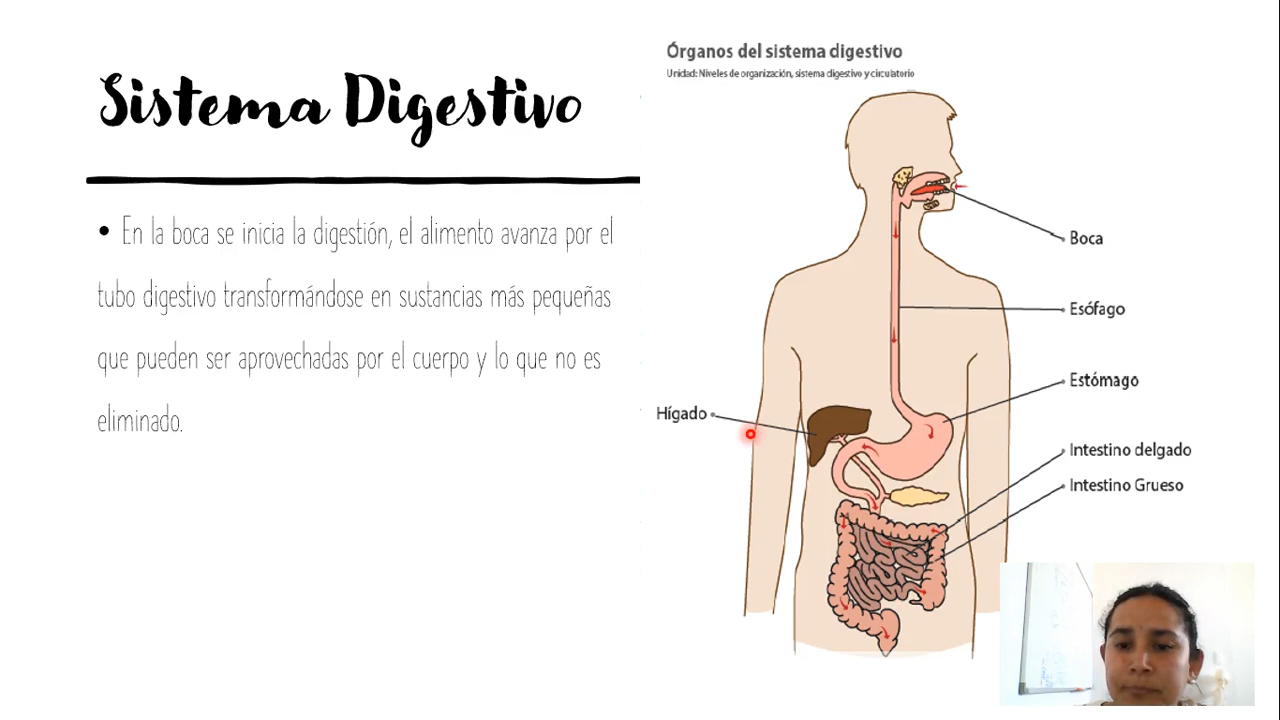 Sistema Digestivo
• En la boca se inicia la digestión, el alimento avanza por el
tubo digestivo transformándose en sustancias más pequeñas
que pueden ser aprovechadas por el cuerpo y lo que no es
eliminado.
Órganos del sistema digestivo
Unidad: Niveles de organización, sistema digestivo y circulatorio
Boca
Esófago
Estómago
Hígado
Intestino delgado
Intestino Grueso